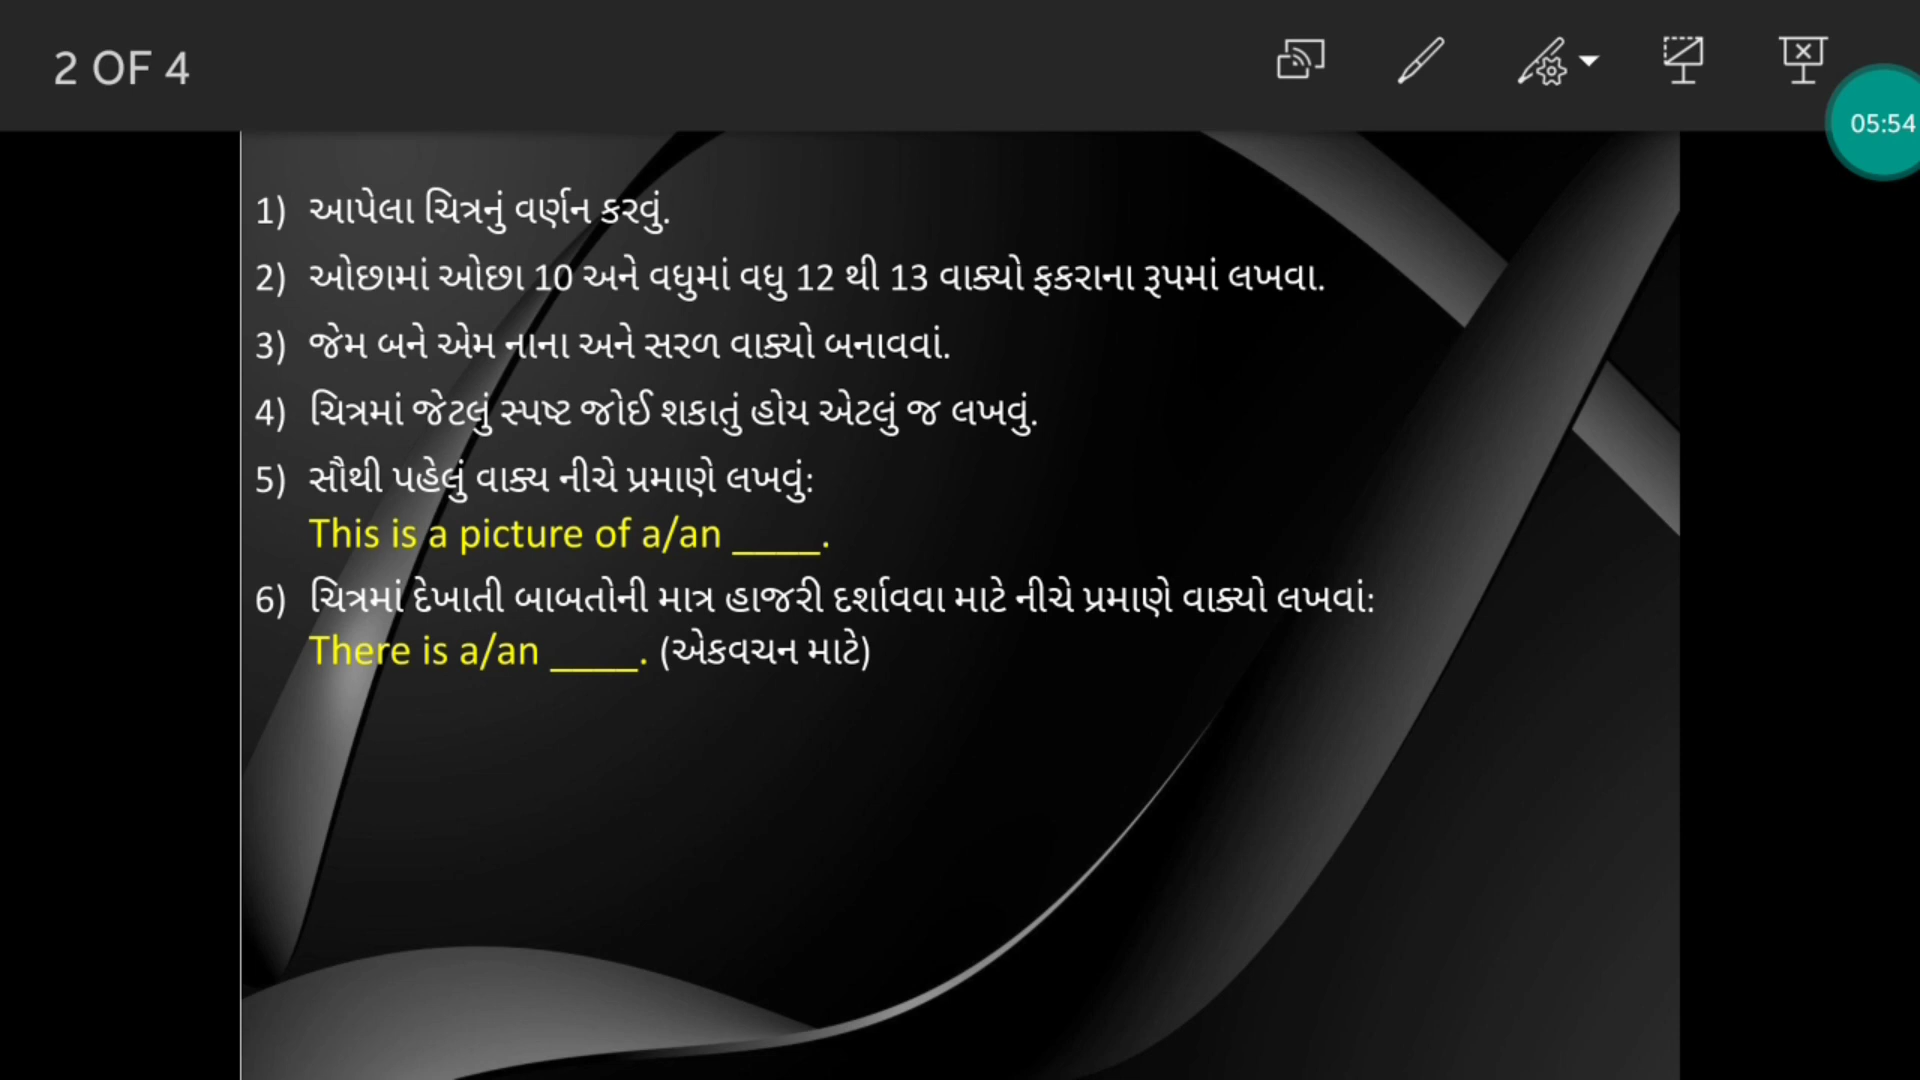 2 OF 4
05:54
1) આપેલા ચિત્રનું વર્ણન કરવું.
2) ઓછામાં ઓછા 10 અને વધુમાં વધુ 12 થી 13 વાક્યો ફકરાના રૂપમાં લખવા.
3) જેમ બને એમ નાના અને સરળ વાક્યો બનાવવાં.
4) ચિત્રમાં જેટલું સ્પષ્ટ જોઈ શકાતું હોય એટલું જ લખવું.
5) સૌથી પહેલું વાક્ય નીચે પ્રમાણે લખવું:
This is a picture of a/an ____.
6) ચિત્રમાં દેખાતી બાબતોની માત્ર હાજરી દર્શાવવા માટે નીચે પ્રમાણે વાક્યો લખવાં:
There is a/an ____. (એકવચન માટે)